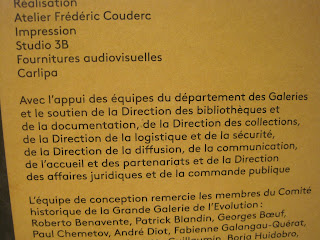 Réalisation
Atelier Frédéric Couderc
Impression
Studio 3B
Fournitures audiovisuelles
Carlipa
Avec l'appui des équipes du département des Galeries
et le soutien de la Direction des bibliothèques et
de la documentation, de la Direction des collections,
de la Direction de la logistique et de la sécurité,
de la Direction de la diffusion, de la communication,
de l'accueil et des partenariats et de la Direction
des affaires juridiques et de la commande publique
L'équipe de conception remercie les membres du Comité
historique de la Grande Galerie de l'Evolution :
Roberto Benavente, Patrick Blandin, Georges Bœuf,
Paul Chemetov, André Diot, Fabienne Galangau-Quérat,
Guillaumin, Borja Huidobro,